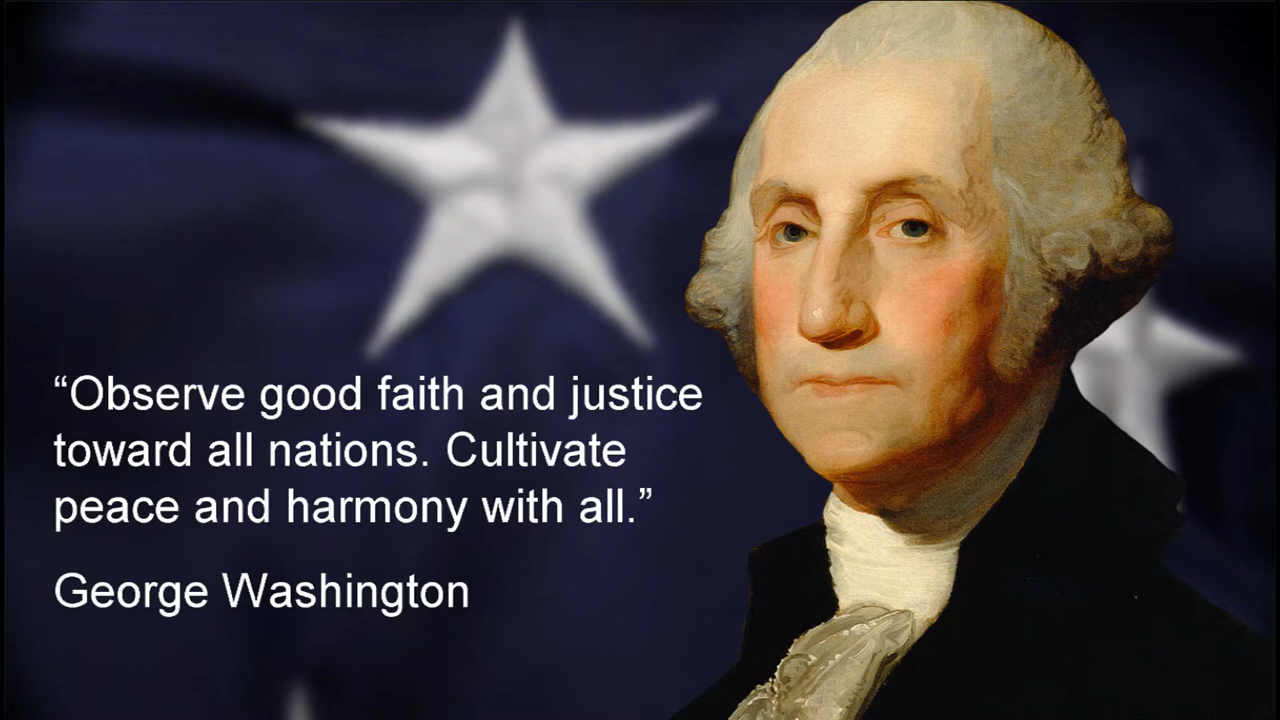 “Observe good faith and justice
toward all nations. Cultivate
peace and harmony with all.”
George Washington